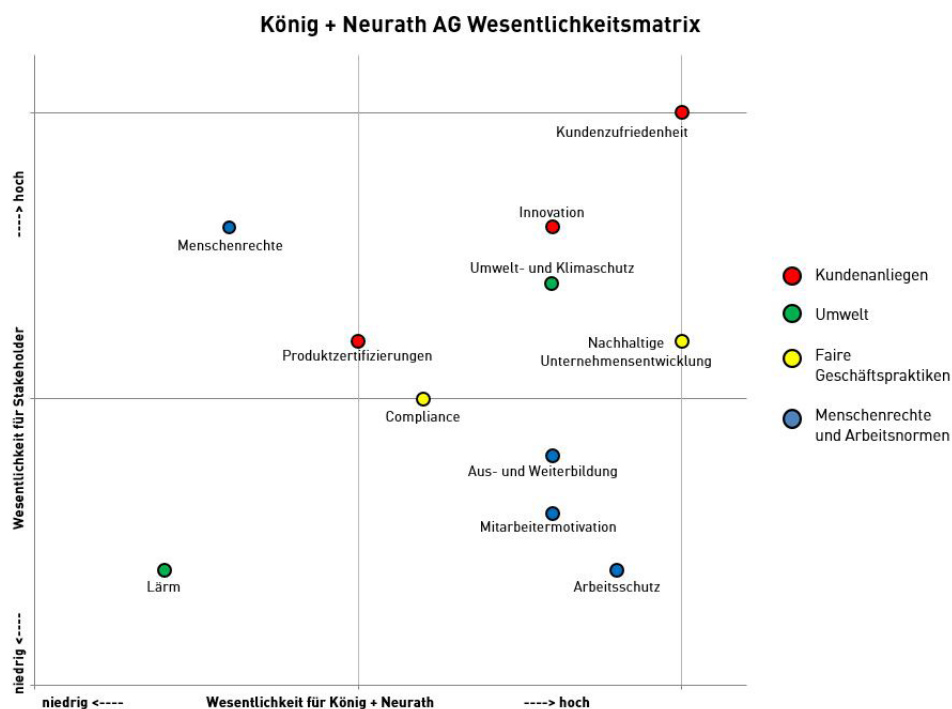 König + Neurath AG Wesentlichkeitsmatrix
Kundenzufriedenheit
Innovation
Menschenrechte
Umwelt- und Klimaschutz
Produktzertifizierungen
Nachhaltige
Unternehmensentwicklung
Compliance
Aus- und Weiterbildung
Mitarbeitermotivation
Lärm
Arbeitsschutz
Kundenanliegen
Umwelt
Faire
Geschäftspraktiken
Menschenrechte
und Arbeitsnormen
niedrig <---- Wesentlichkeit für Stakeholder ----> hoch
niedrig <---- Wesentlichkeit für König + Neurath ----> hoch